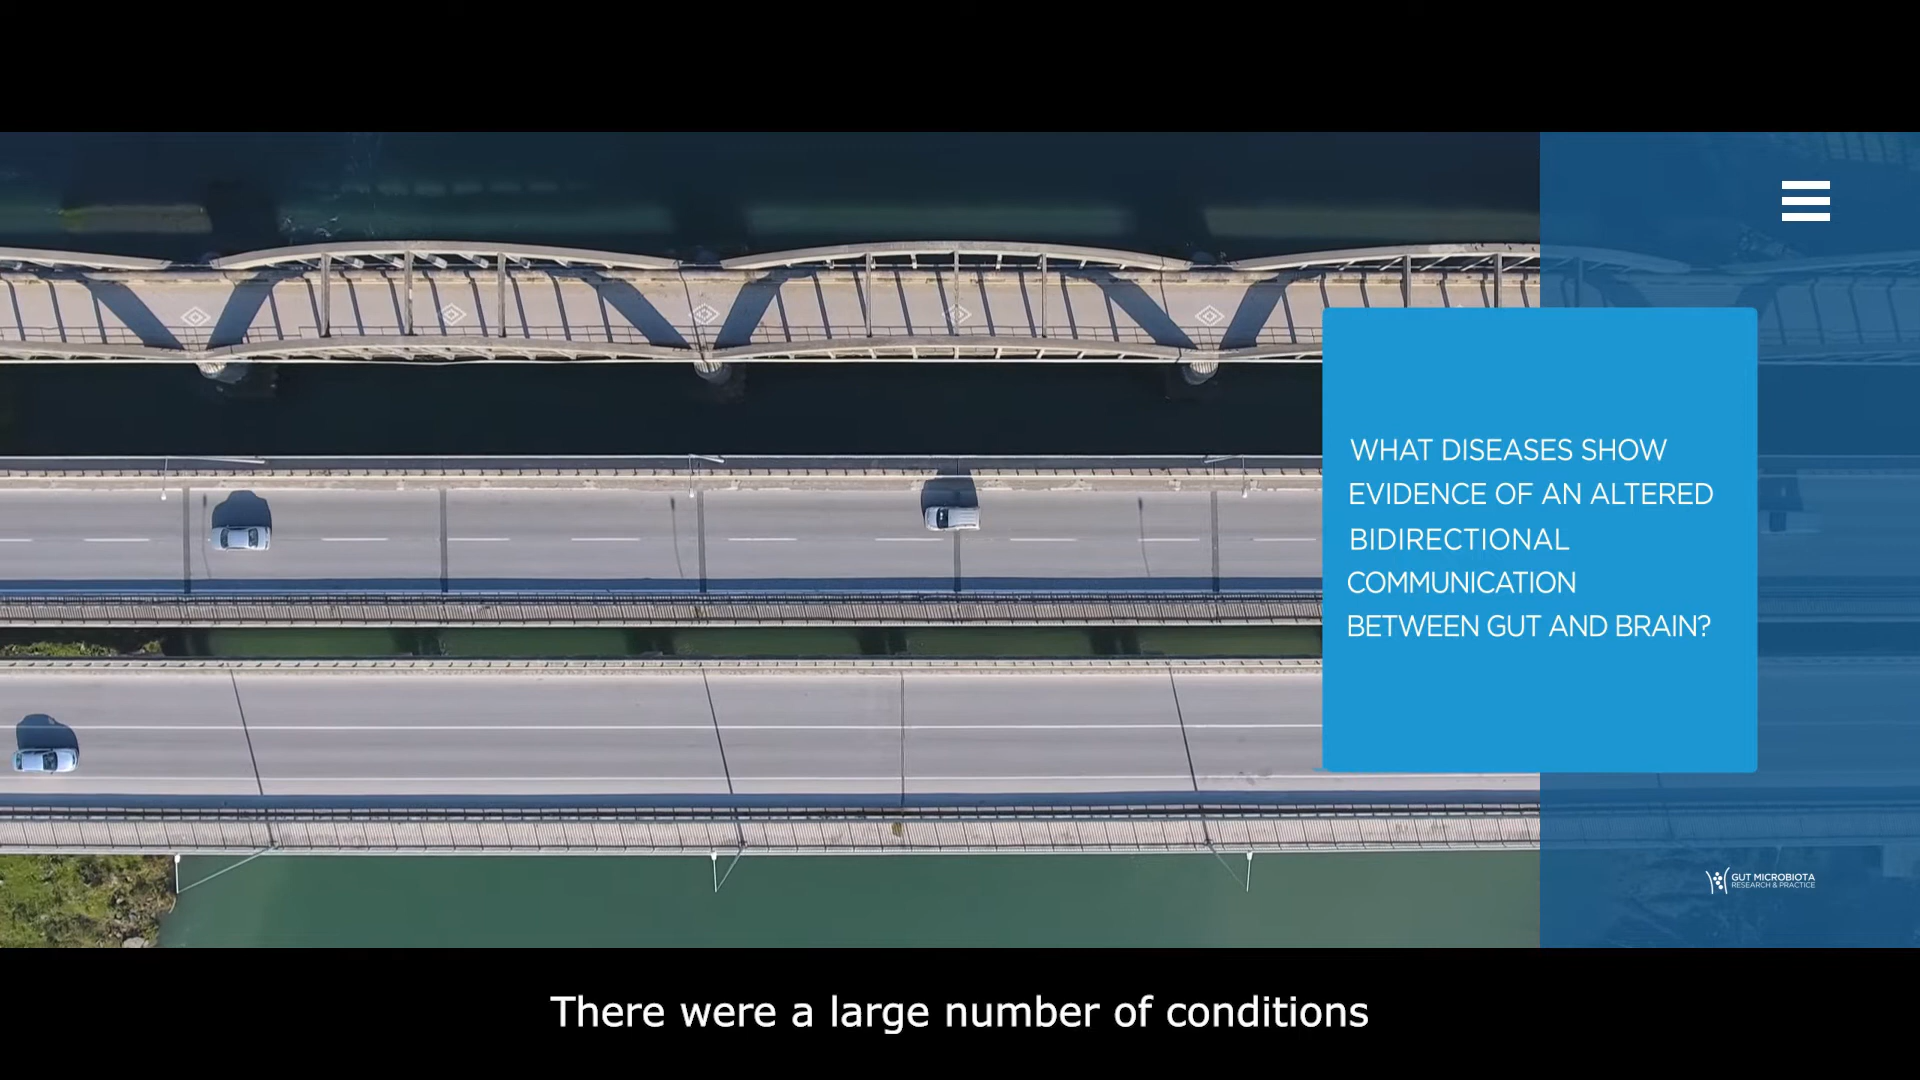 WHAT DISEASES SHOW
EVIDENCE OF AN ALTERED
BIDIRECTIONAL
COMMUNICATION
BETWEEN GUT AND BRAIN?
GUT MICROBIOTA
RESEARCH & PRACTICE
There were a large number of conditions